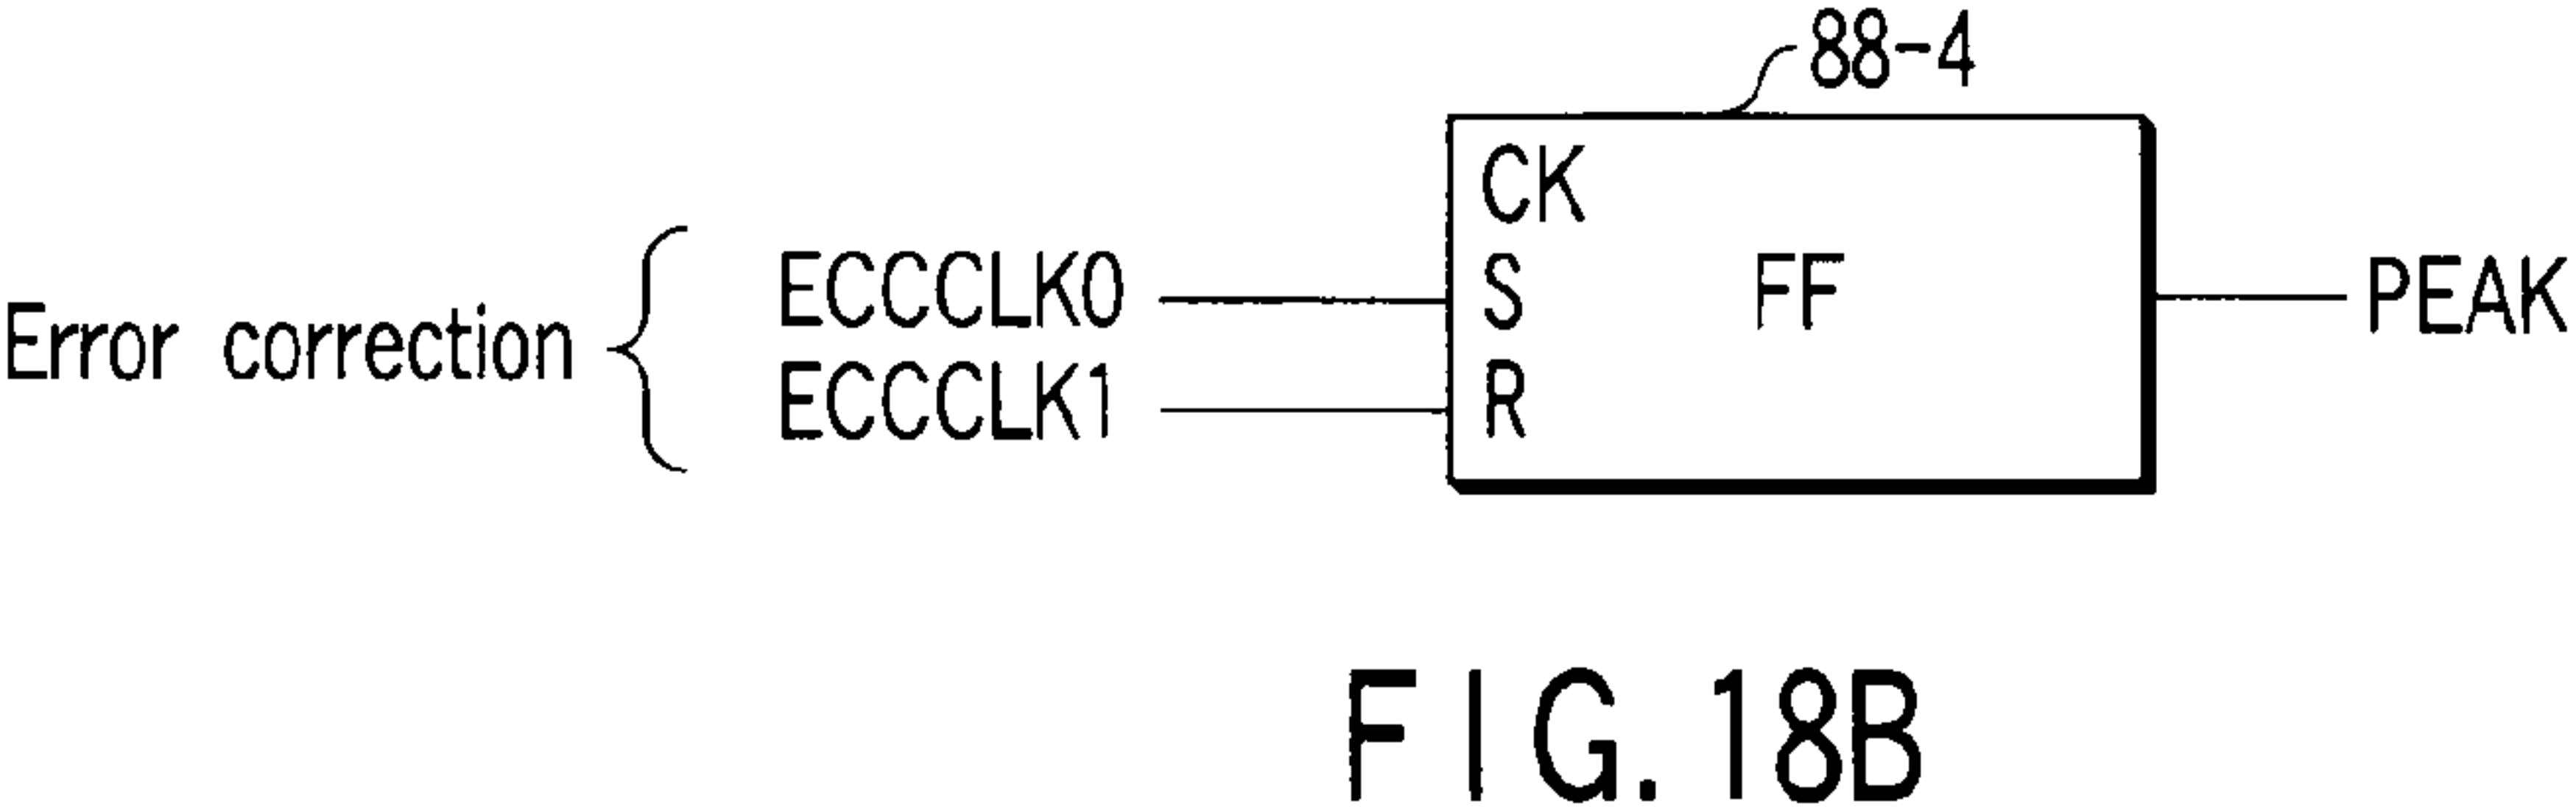 88-4
CK
Error correction
ECCCLK0
S
FF
PEAK
ECCCLK1
R
FIG.18B